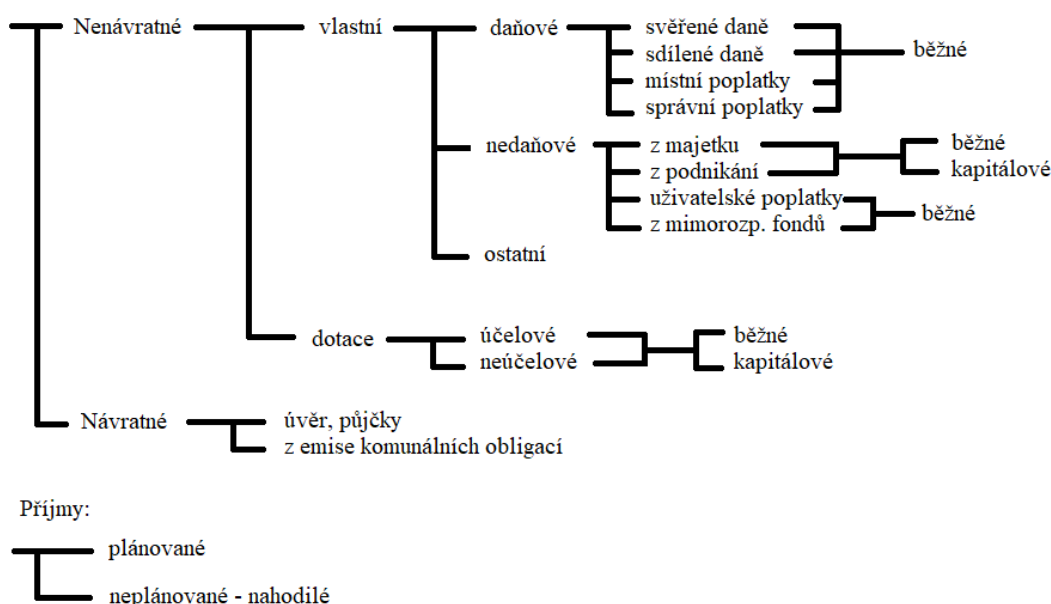 Nenávratné vlastní daňové svěřené daně
běžné
sdílené daně
místní poplatky
správní poplatky
nedaňové z majetku běžné
z podnikání kapitálové
uživatelské poplatky
běžné
z mimorozp. fondů
ostatní
dotace účelové běžné
neúčelové kapitálové
Návratné úvěr, půjčky
z emise komunálních obligací
Příjmy:
plánované
neplánované - nahodilé